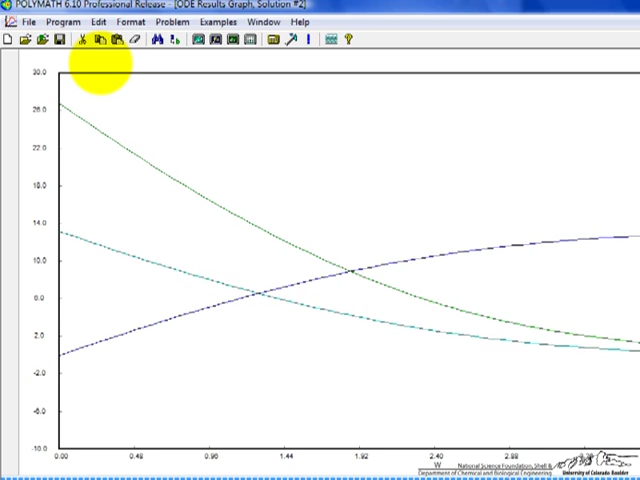 POLYMATH 6.10 Professional Release - [ODE Results Graph, Solution #2]
File Program Edit Format Problem Examples Window Help
30.0
26.0
22.0
18.0
14.0
10.0
6.0
2.0
-2.0
-6.0
-10.0
0.00 0.48 0.96 1.44 1.92 2.40 2.88
W
National Science Foundation, Shell &
Department of Chemical and Biological Engineering
University of Colorado Boulder